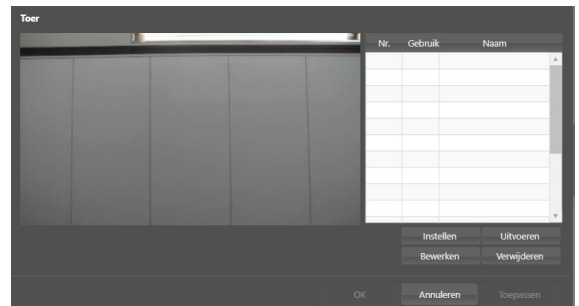 Toer
Nr. Gebruik Naam
Instellen Uitvoeren
Bewerken Verwijderen
OK Annuleren Toepassen